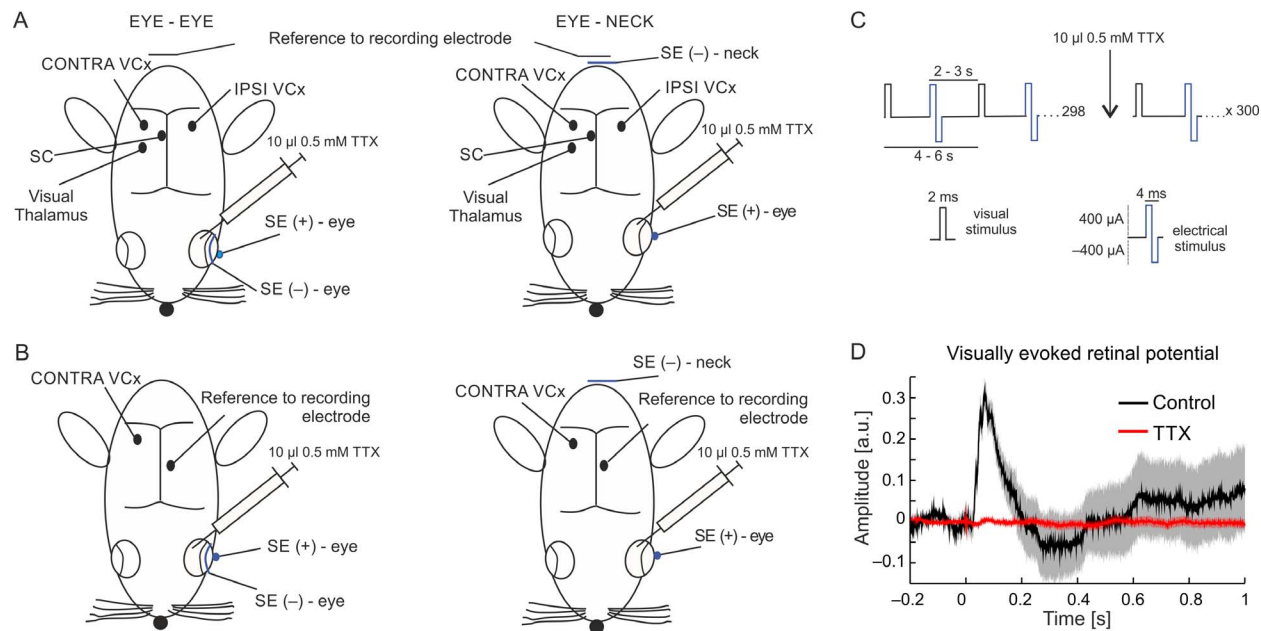 A
EYE - EYE
EYE - NECK
Reference to recording electrode
SE (–) - neck
CONTRA VCx
IPSI VCx
10 µl 0.5 mM TTX
SC
Visual
Thalamus
SE (+) - eye
SE (–) - eye
CONTRA VCx
IPSI VCx
10 µl 0.5 mM TTX
SC
Visual
Thalamus
SE (+) - eye
B
CONTRA VCx
Reference to recording
electrode
10 µl 0.5 mM TTX
SE (+) - eye
SE (–) - eye
SE (–) - neck
CONTRA VCx
Reference to recording
electrode
10 µl 0.5 mM TTX
SE (+) - eye
C
10 µl 0.5 mM TTX
2 - 3 s
298
x 300
4 - 6 s
2 ms
visual
stimulus
4 ms
400 µA
–400 µA
electrical
stimulus
D
Visually evoked retinal potential
Control
TTX
Amplitude [a.u.]
0.3
0.2
0.1
0
–0.1
–0.2
0
0.2
0.4
0.6
0.8
1
Time [s]